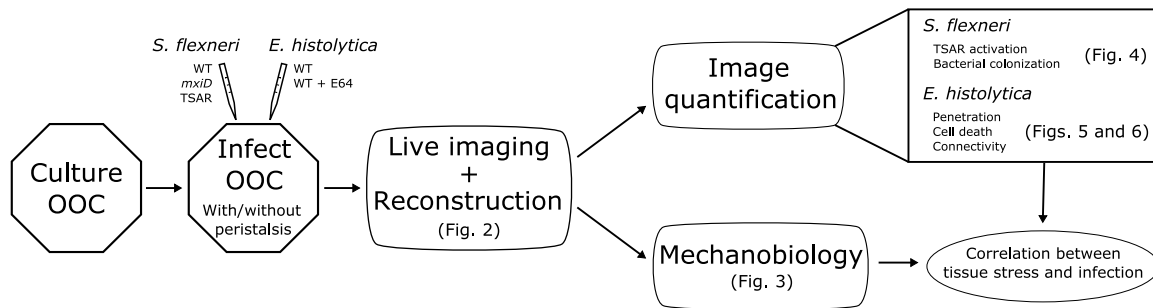 S. flexneri
WT
mxiD
TSAR
E. histolytica
WT
WT + E64
Culture
OOC
Infect
OOC
With/without
peristalsis
Live imaging
+
Reconstruction
(Fig. 2)
Image
quantification
S. flexneri
TSAR activation
Bacterial colonization
(Fig. 4)
E. histolytica
Penetration
Cell death
Connectivity
(Figs. 5 and 6)
Mechanobiology
(Fig. 3)
Correlation between
tissue stress and infection